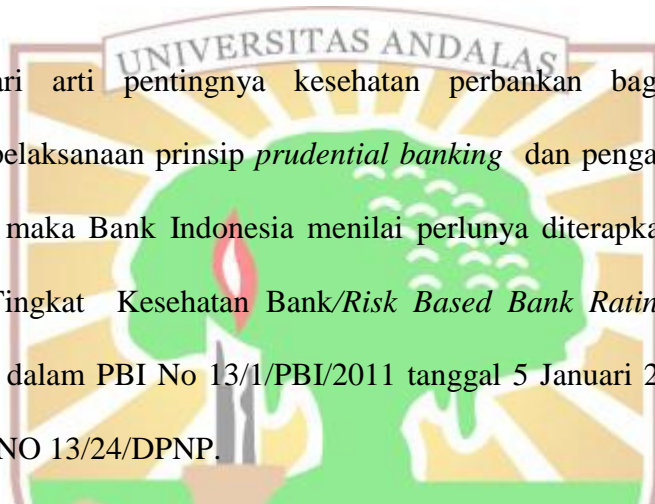 UNIVERSITAS ANDALAS
ari arti pentingnya kesehatan perbankan bag
pelaksanaan prinsip prudential banking dan penga
maka Bank Indonesia menilai perlunya diterapka
Tingkat Kesehatan Bank/Risk Based Bank Ratin
dalam PBI No 13/1/PBI/2011 tanggal 5 Januari 2
NO 13/24/DPNP.